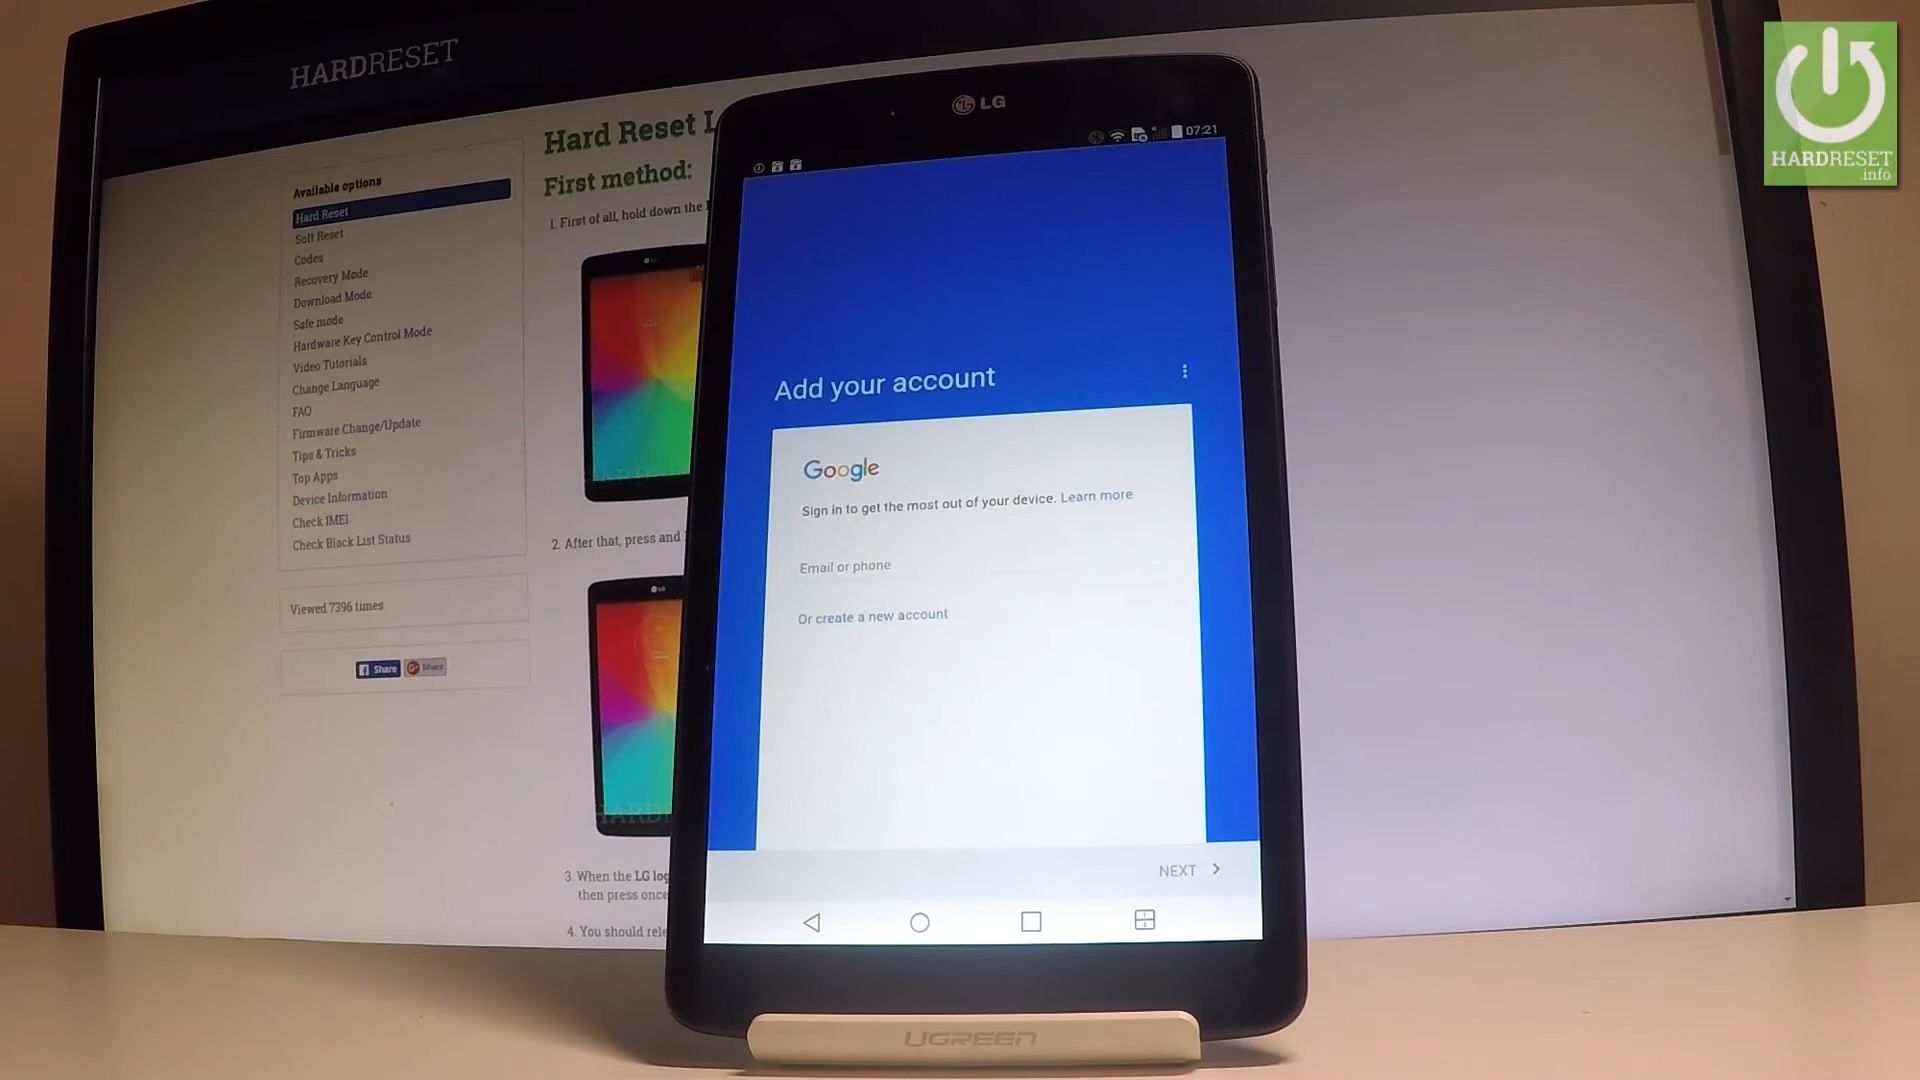 HARDRESET
Available options
Hard Reset
Soft Reset
Codes
Recovery Mode
Download Mode
Safe mode
Hardware Key Control Mode
Video Tutorials
Change Language
FAQ
Firmware Change/Update
Tips & Tricks
Top Apps
Device Information
Check IMEI
Check Black List Status
Viewed 7396 times
Share
Share
Hard Reset L
First method:
1. First of all, hold down the
2. After that, press and
3. When the LG log
then press once
4. You should rele
LG
07:21
Add your account
Google
Sign in to get the most out of your device. Learn more
Email or phone
Or create a new account
NEXT
UGREEN
HARDRESET
.info